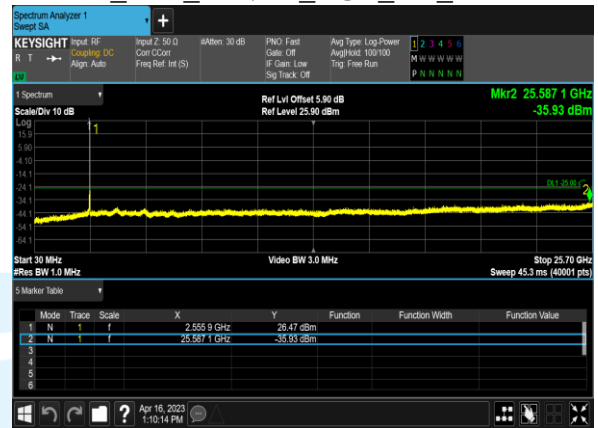 Spectrum Analyzer 1
Swept SA
KEYSIGHT Input: RF Input Z: 50 Ω #Atten: 30 dB PNO: Fast Avg Type: Log-Power 1 2 3 4 5 6
R T Coupling: DC Corr CCorr Gate: Off Avg|Hold: 100/100 M W W W W W
Align: Auto Freq Ref: Int (S) IF Gain: Low Trig: Free Run
Sig Track: Off P N N N N N
1 Spectrum Ref Lvl Offset 5.90 dB Mkr2 25.587 1 GHz
Scale/Div 10 dB Ref Level 25.90 dBm -35.93 dBm
Log
1
15.9
5.90
-4.10
-14.1
DL1 -25.00
-24.1
2
-34.1
-44.1
-54.1
-64.1
Start 30 MHz Video BW 3.0 MHz Stop 25.70 GHz
#Res BW 1.0 MHz Sweep 45.3 ms (40001 pts)
5 Marker Table
Mode Trace Scale X Y Function Function Width Function Value
1 N 1 f 2.555 9 GHz 26.47 dBm
2 N 1 f 25.587 1 GHz -35.93 dBm
3
4
5
6
? Apr 16, 2023
1:10:14 PM